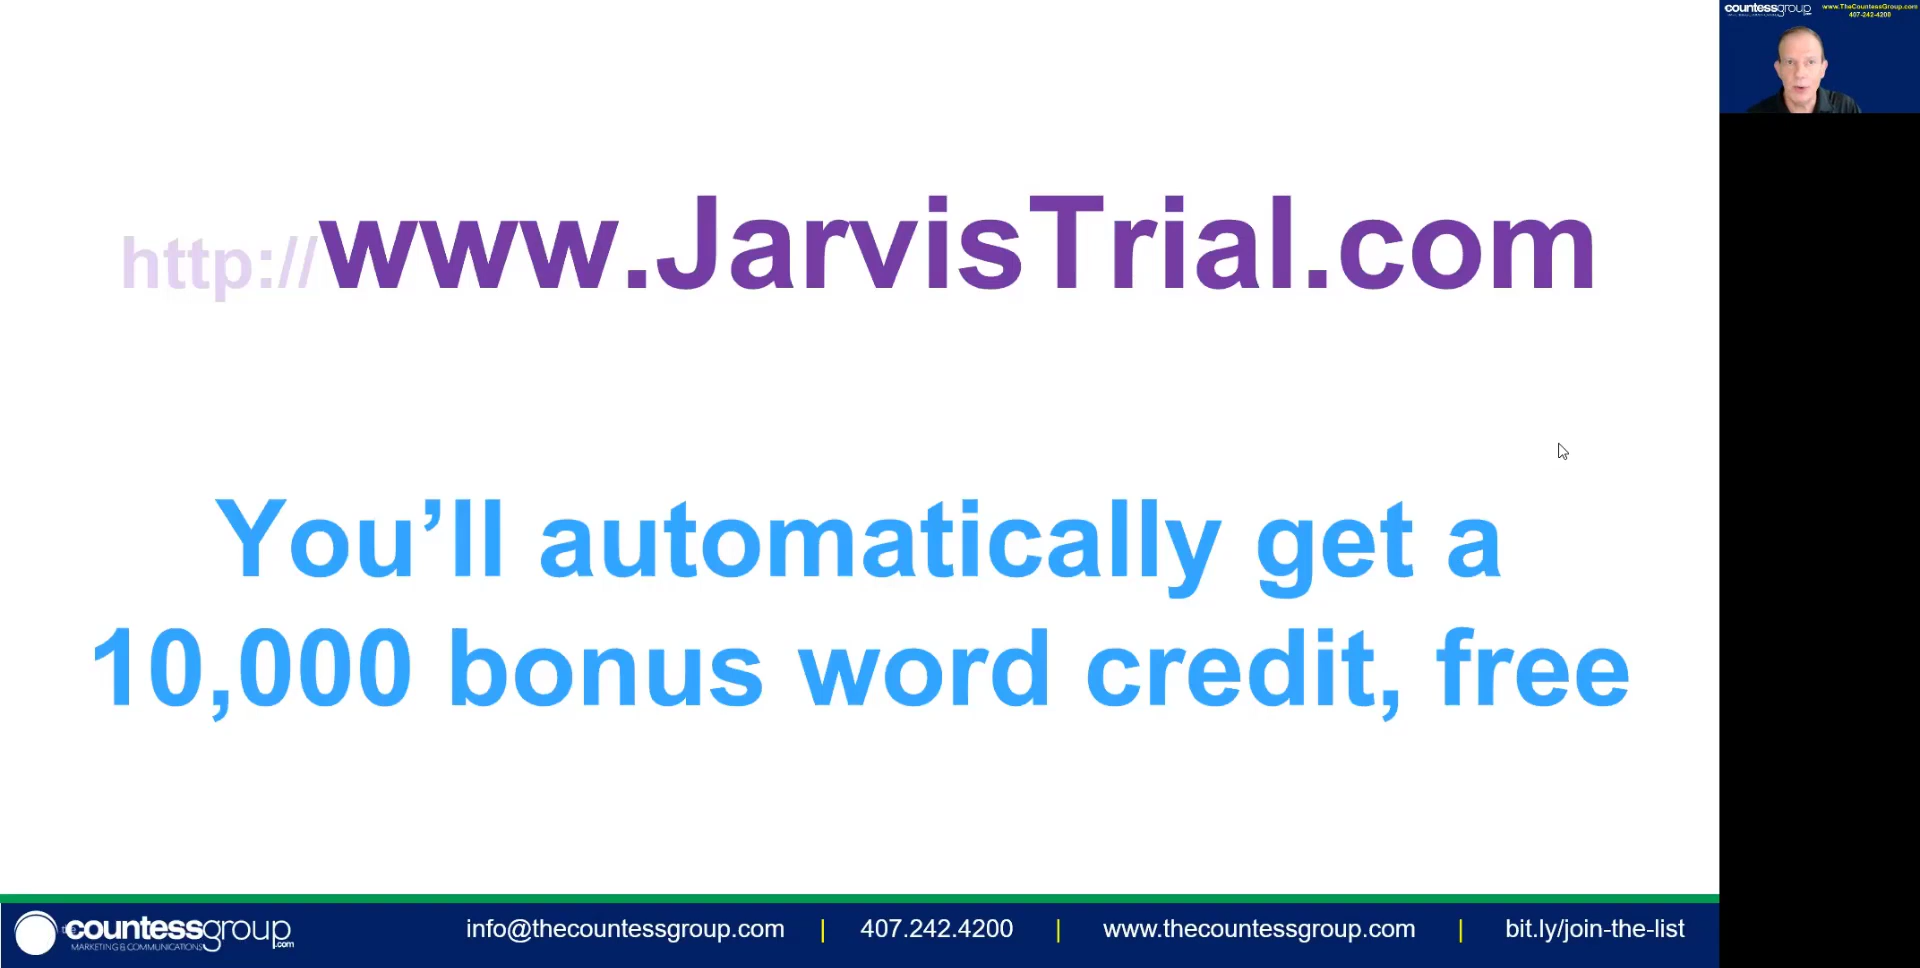 http://www.JarvisTrial.com
You’ll automatically get a
10,000 bonus word credit, free
the countessgroup.com
MARKETING & COMMUNICATIONS
info@thecountessgroup.com | 407.242.4200 | www.thecountessgroup.com | bit.ly/join-the-list
countessgroup
www.TheCountessGroup.com
407-242-4200